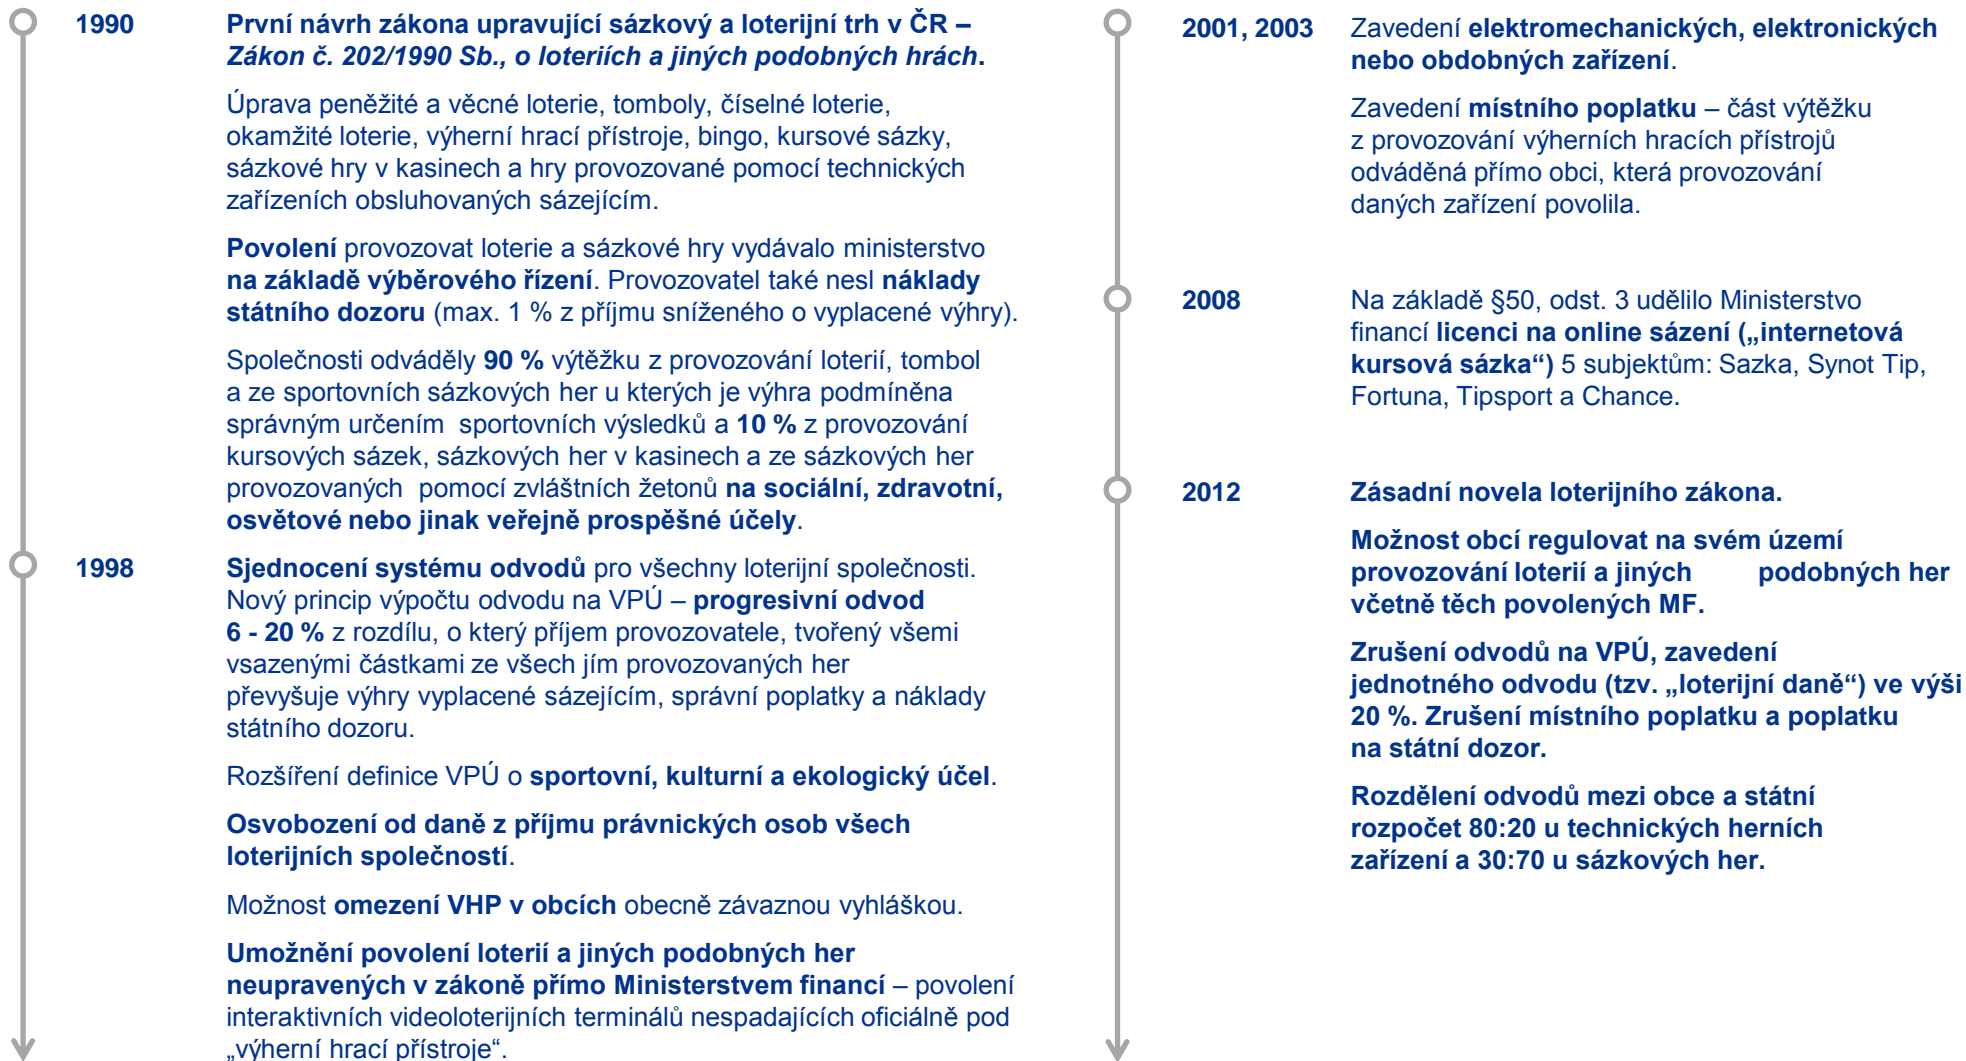 1990
První návrh zákona upravující sázkový a loterijní trh v ČR –
Zákon č. 202/1990 Sb., o loteriích a jiných podobných hrách.
Úprava peněžité a věcné loterie, tomboly, číselné loterie,
okamžité loterie, výherní hrací přístroje, bingo, kursové sázky,
sázkové hry v kasinech a hry provozované pomocí technických
zařízeních obsluhovaných sázejícím.
Povolení provozovat loterie a sázkové hry vydávalo ministerstvo
na základě výběrového řízení. Provozovatel také nesl náklady
státního dozoru (max. 1 % z příjmu sníženého o vyplacené výhry).
Společnosti odváděly 90 % výtěžku z provozování loterií, tombol
a ze sportovních sázkových her u kterých je výhra podmíněna
správným určením sportovních výsledků a 10 % z provozování
kursových sázek, sázkových her v kasinech a ze sázkových her
provozovaných pomocí zvláštních žetonů na sociální, zdravotní,
osvětové nebo jinak veřejně prospěšné účely.
1998
Sjednocení systému odvodů pro všechny loterijní společnosti.
Nový princip výpočtu odvodu na VPÚ – progresivní odvod
6 - 20 % z rozdílu, o který příjem provozovatele, tvořený všemi
vsazenými částkami ze všech jím provozovaných her
převyšuje výhry vyplacené sázejícím, správní poplatky a náklady
státního dozoru.
Rozšíření definice VPÚ o sportovní, kulturní a ekologický účel.
Osvobození od daně z příjmu právnických osob všech
loterijních společností.
Možnost omezení VHP v obcích obecně závaznou vyhláškou.
Umožnění povolení loterií a jiných podobných her
neupravených v zákoně přímo Ministerstvem financí – povolení
interaktivních videoloterijních terminálů nespadajících oficiálně pod
„výherní hrací přístroje“.
2001, 2003
Zavedení elektromechanických, elektronických
nebo obdobných zařízení.
Zavedení místního poplatku – část výtěžku
z provozování výherních hracích přístrojů
odváděná přímo obci, která provozování
daných zařízení povolila.
2008
Na základě §50, odst. 3 udělilo Ministerstvo
financí licenci na online sázení („internetová
kursová sázka“) 5 subjektům: Sazka, Synot Tip,
Fortuna, Tipsport a Chance.
2012
Zásadní novela loterijního zákona.
Možnost obcí regulovat na svém území
provozování loterií a jiných podobných her
včetně těch povolených MF.
Zrušení odvodů na VPÚ, zavedení
jednotného odvodu (tzv. „loterijní daně“) ve výši
20 %. Zrušení místního poplatku a poplatku
na státní dozor.
Rozdělení odvodů mezi obce a státní
rozpočet 80:20 u technických herních
zařízení a 30:70 u sázkových her.